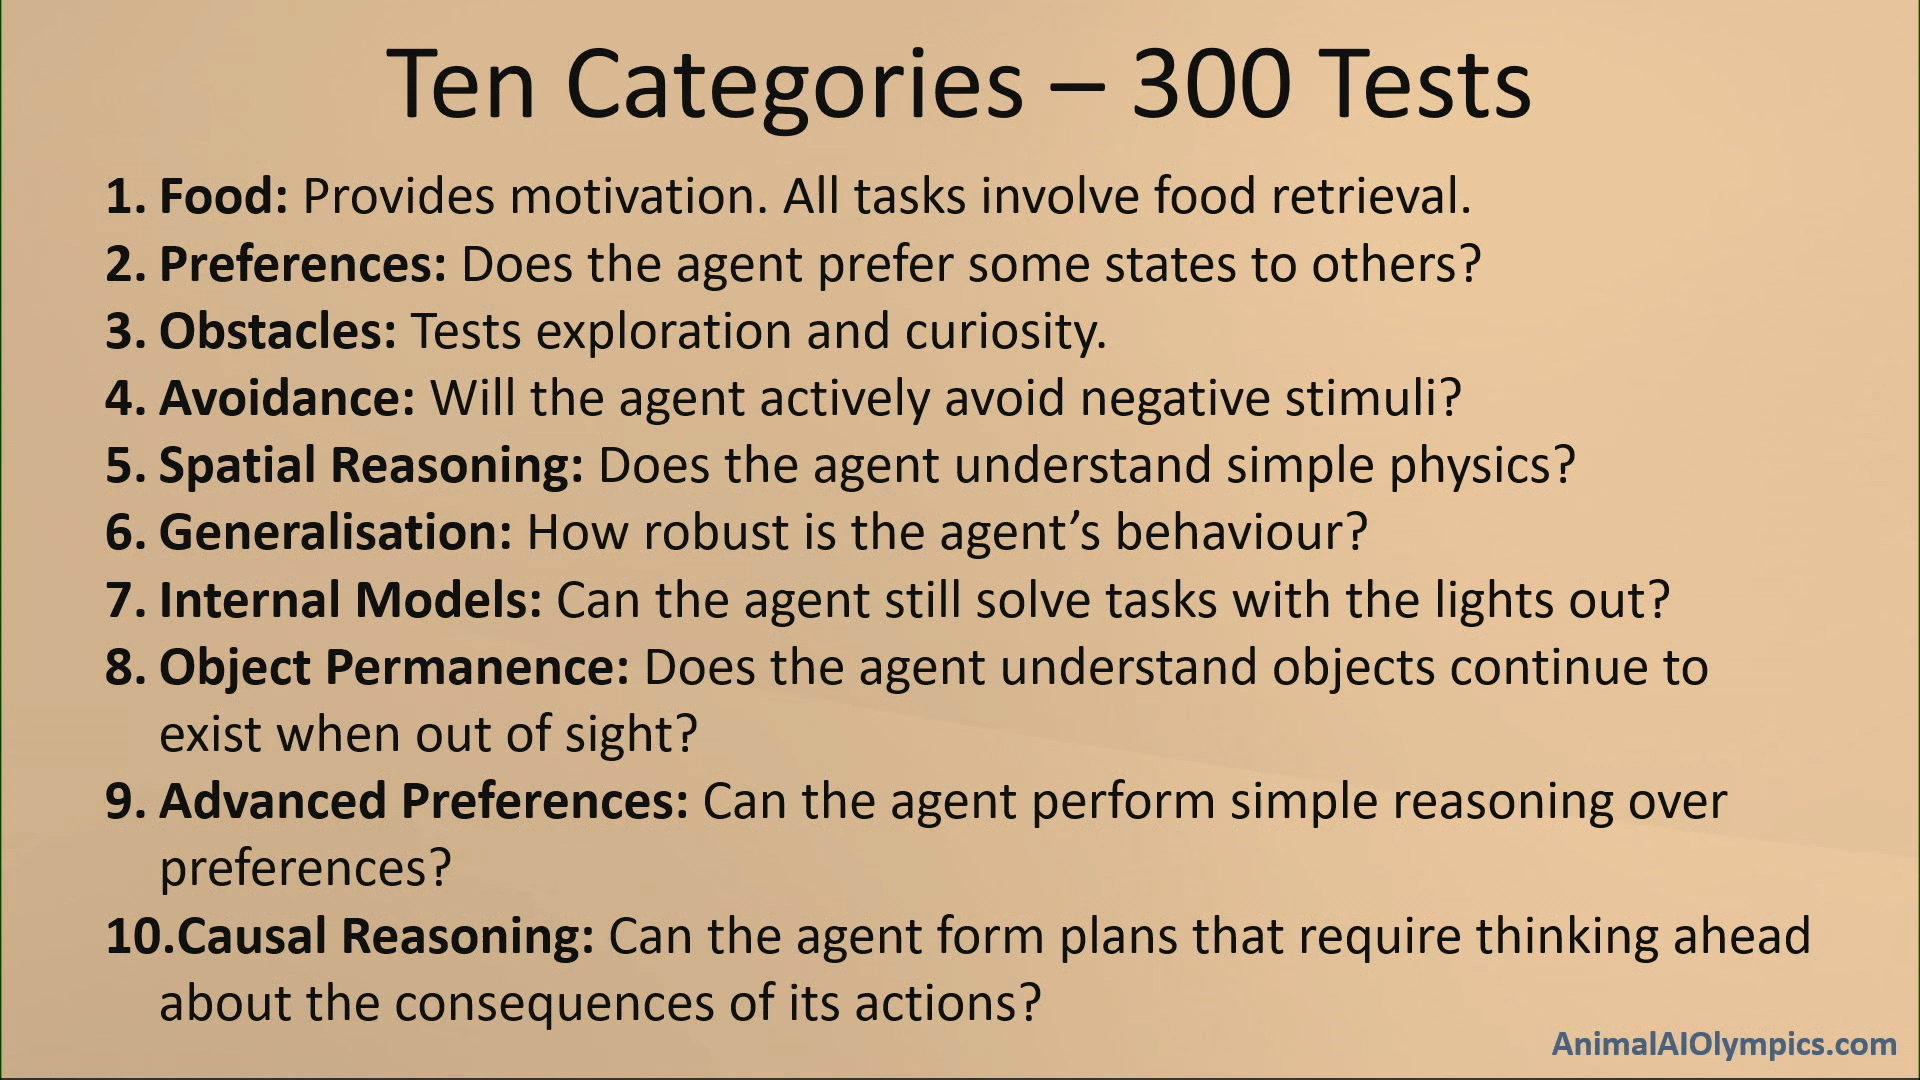 Ten Categories – 300 Tests
1. Food: Provides motivation. All tasks involve food retrieval.
2. Preferences: Does the agent prefer some states to others?
3. Obstacles: Tests exploration and curiosity.
4. Avoidance: Will the agent actively avoid negative stimuli?
5. Spatial Reasoning: Does the agent understand simple physics?
6. Generalisation: How robust is the agent’s behaviour?
7. Internal Models: Can the agent still solve tasks with the lights out?
8. Object Permanence: Does the agent understand objects continue to
exist when out of sight?
9. Advanced Preferences: Can the agent perform simple reasoning over
preferences?
10.Causal Reasoning: Can the agent form plans that require thinking ahead
about the consequences of its actions?
AnimalAIOlympics.com